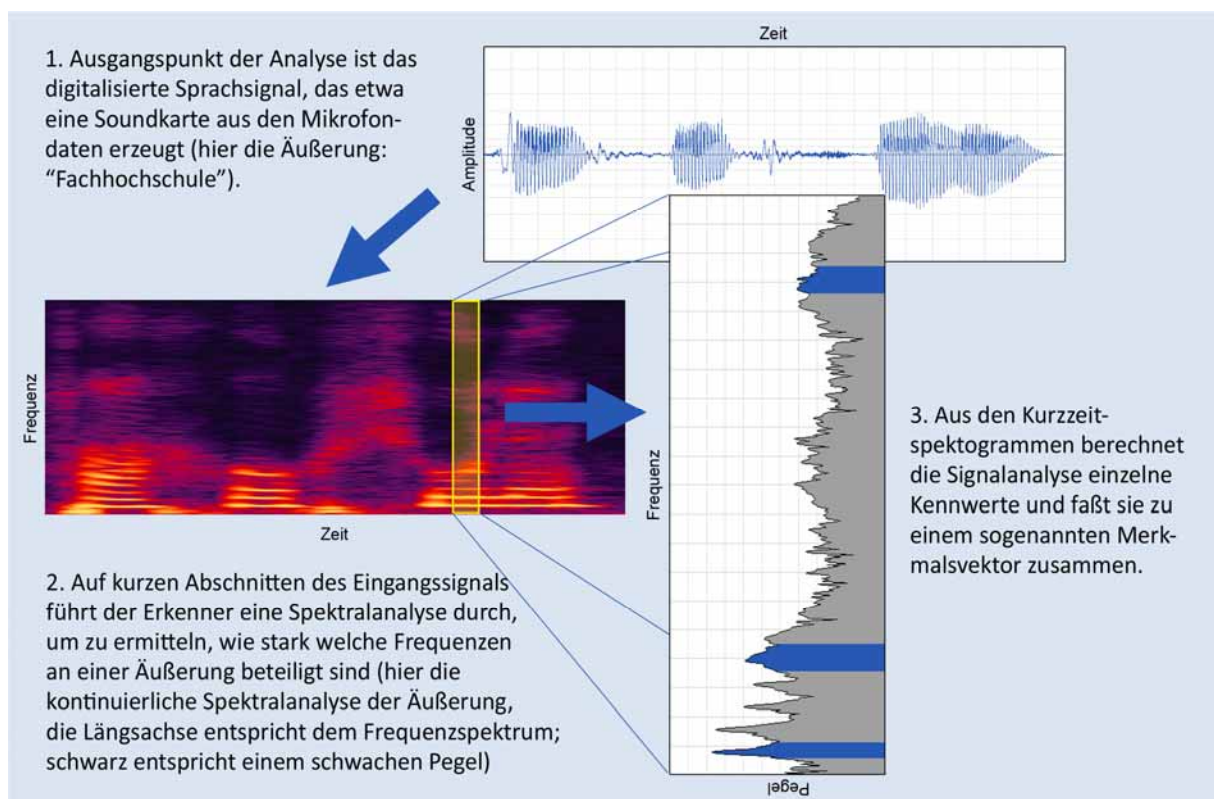 1. Ausgangspunkt der Analyse ist das
digitalisierte Sprachsignal, das etwa
eine Soundkarte aus den Mikrofon-
daten erzeugt (hier die Äußerung:
“Fachhochschule”).
Zeit
Amplitude
Frequenz
Zeit
2. Auf kurzen Abschnitten des Eingangssignals
führt der Erkenner eine Spektralanalyse durch,
um zu ermitteln, wie stark welche Frequenzen
an einer Äußerung beteiligt sind (hier die
kontinuierliche Spektralanalyse der Äußerung,
die Längsachse entspricht dem Frequenzspektrum;
schwarz entspricht einem schwachen Pegel)
Frequenz
Pegel
3. Aus den Kurzzeit-
spektogrammen berechnet
die Signalanalyse einzelne
Kennwerte und faßt sie zu
einem sogenannten Merk-
malsvektor zusammen.